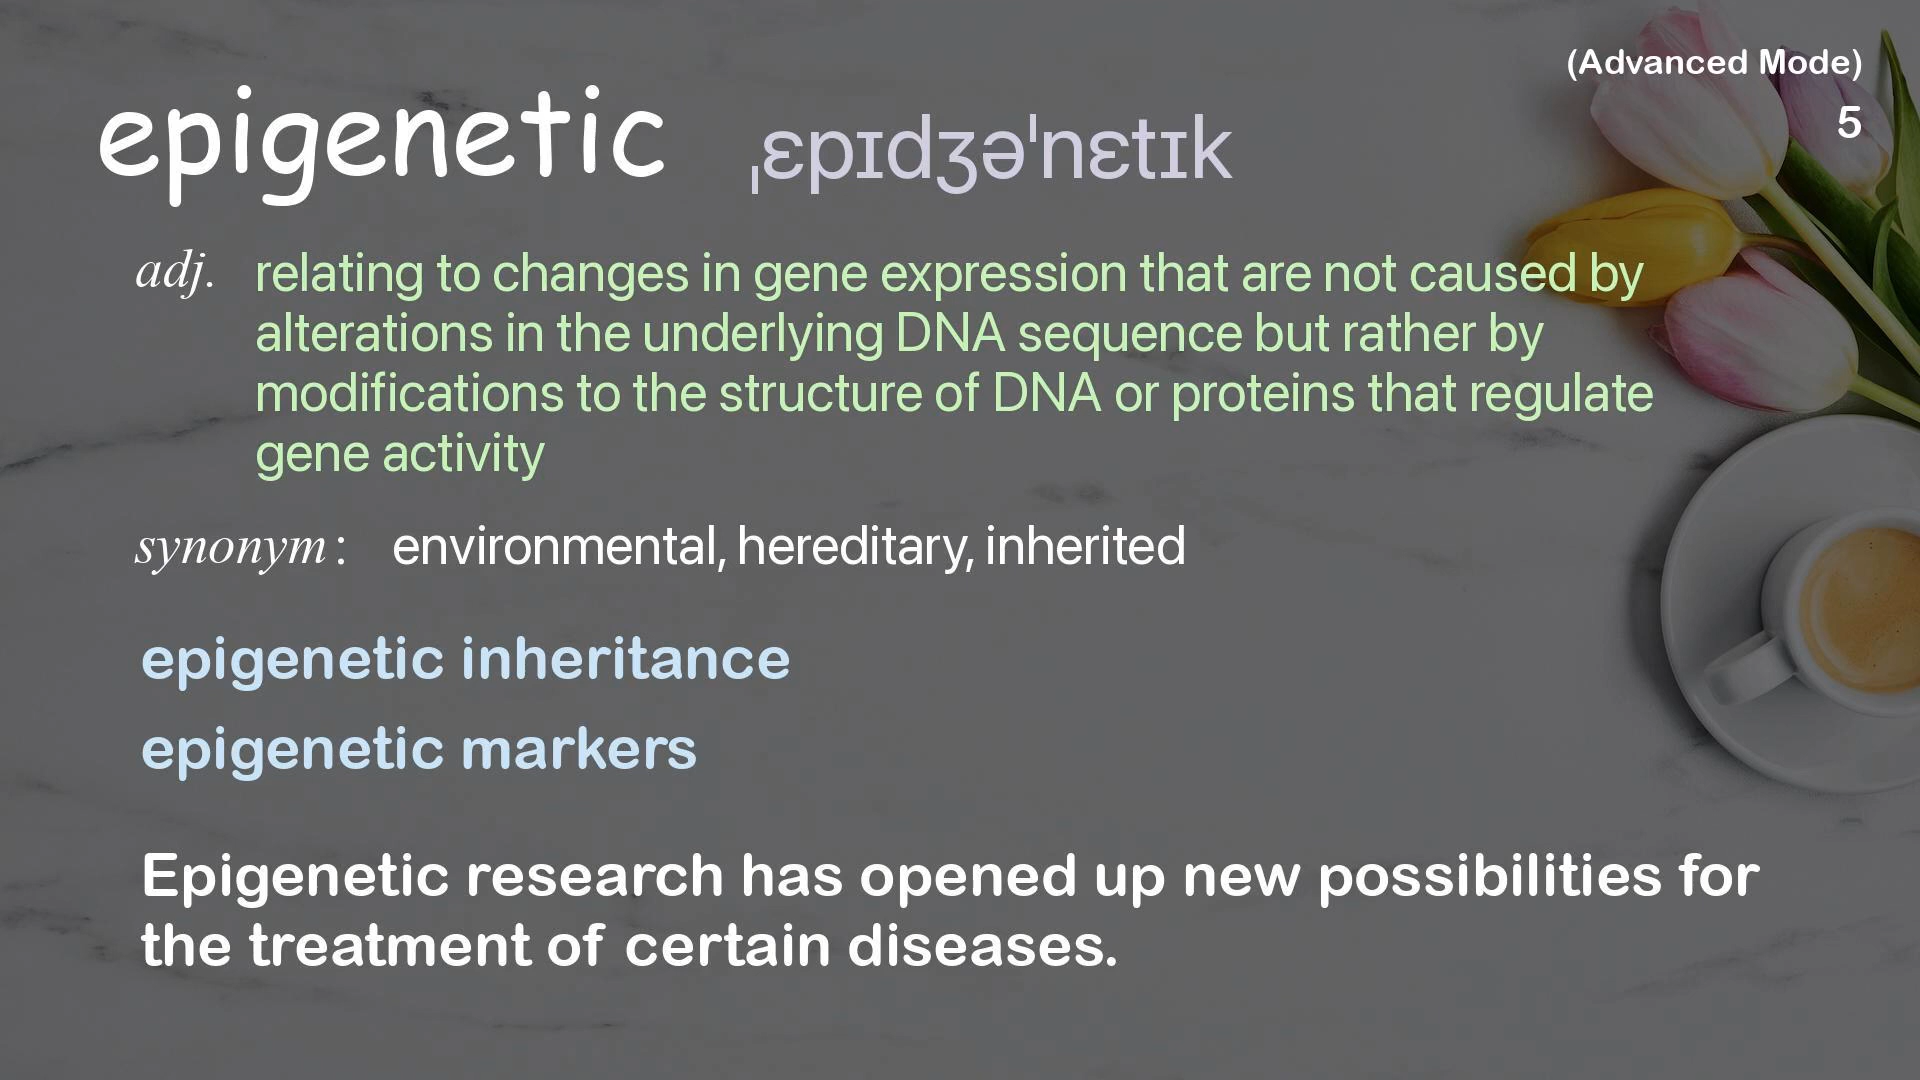 (Advanced Mode)
5
epigenetic ˌɛpɪdʒəˈnɛtɪk
adj. relating to changes in gene expression that are not caused by
alterations in the underlying DNA sequence but rather by
modifications to the structure of DNA or proteins that regulate
gene activity
synonym : environmental, hereditary, inherited
epigenetic inheritance
epigenetic markers
Epigenetic research has opened up new possibilities for
the treatment of certain diseases.